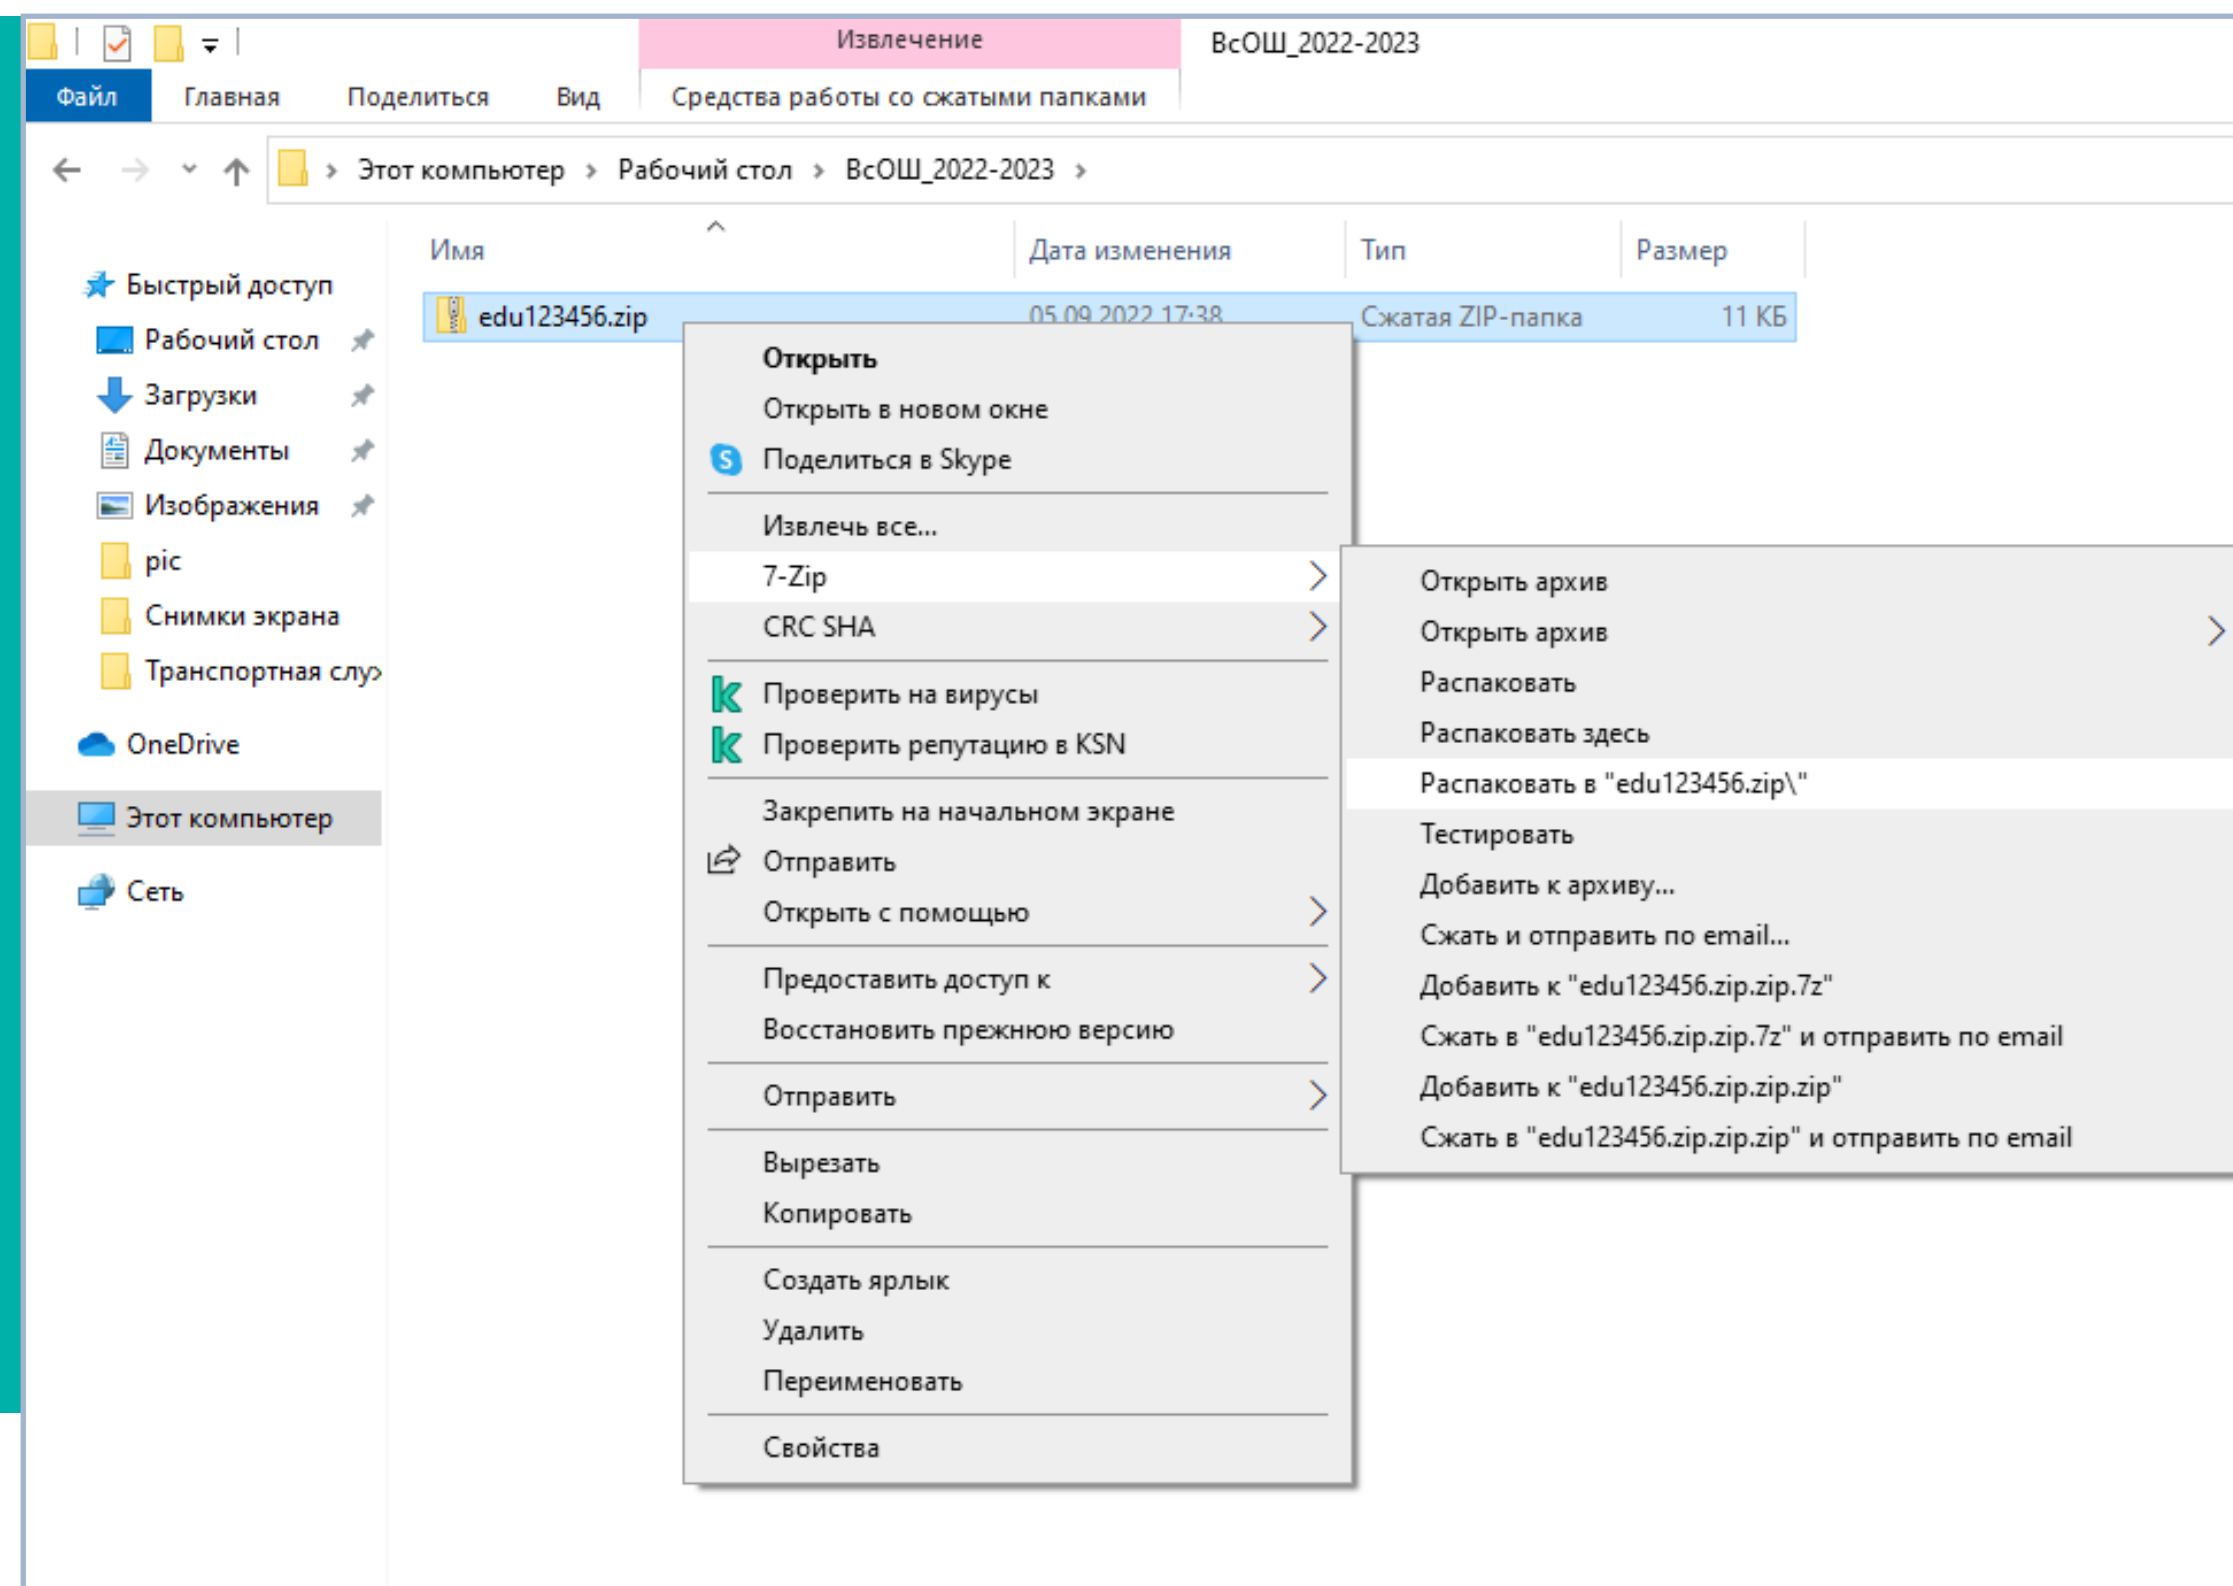 Извлечение
ВсОШ_2022-2023
Файл Главная Поделиться Вид Средства работы со сжатыми папками
Этот компьютер Рабочий стол ВсОШ_2022-2023
Имя Дата изменения Тип Размер
edu123456.zip 05.09.2022 17:38 Сжатая ZIP-папка 11 КБ
Быстрый доступ
Рабочий стол
Загрузки
Документы
Изображения
pic
Снимки экрана
Транспортная слу
OneDrive
Этот компьютер
Сеть
Открыть
Открыть в новом окне
Поделиться в Skype
Извлечь все...
7-Zip
CRC SHA
Проверить на вирусы
Проверить репутацию в KSN
Закрепить на начальном экране
Отправить
Открыть с помощью
Предоставить доступ к
Восстановить прежнюю версию
Отправить
Вырезать
Копировать
Создать ярлык
Удалить
Переименовать
Свойства
Открыть архив
Открыть архив
Распаковать
Распаковать здесь
Распаковать в "edu123456.zip\"
Тестировать
Добавить к архиву...
Сжать и отправить по email...
Добавить к "edu123456.zip.zip.7z"
Сжать в "edu123456.zip.zip.7z" и отправить по email
Добавить к "edu123456.zip.zip.zip"
Сжать в "edu123456.zip.zip.zip" и отправить по email